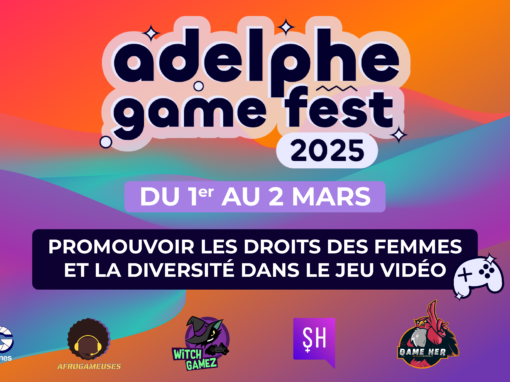 adelphe
game fest
2025
DU 1er AU 2 MARS
PROMOUVOIR LES DROITS DES FEMMES
ET LA DIVERSITÉ DANS LE JEU VIDÉO
AFROGAMEUSES
WiTCH
GAMEZ
SH
GAME HER